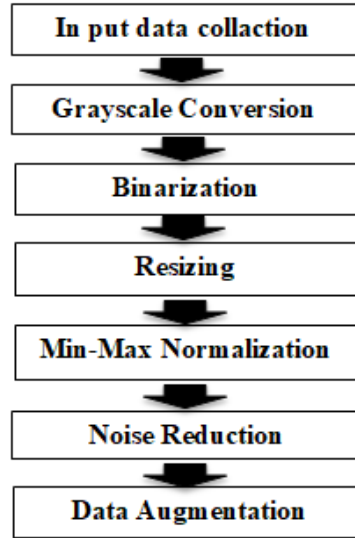 In put data collaction
Grayscale Conversion
Binarization
Resizing
Min-Max Normalization
Noise Reduction
Data Augmentation